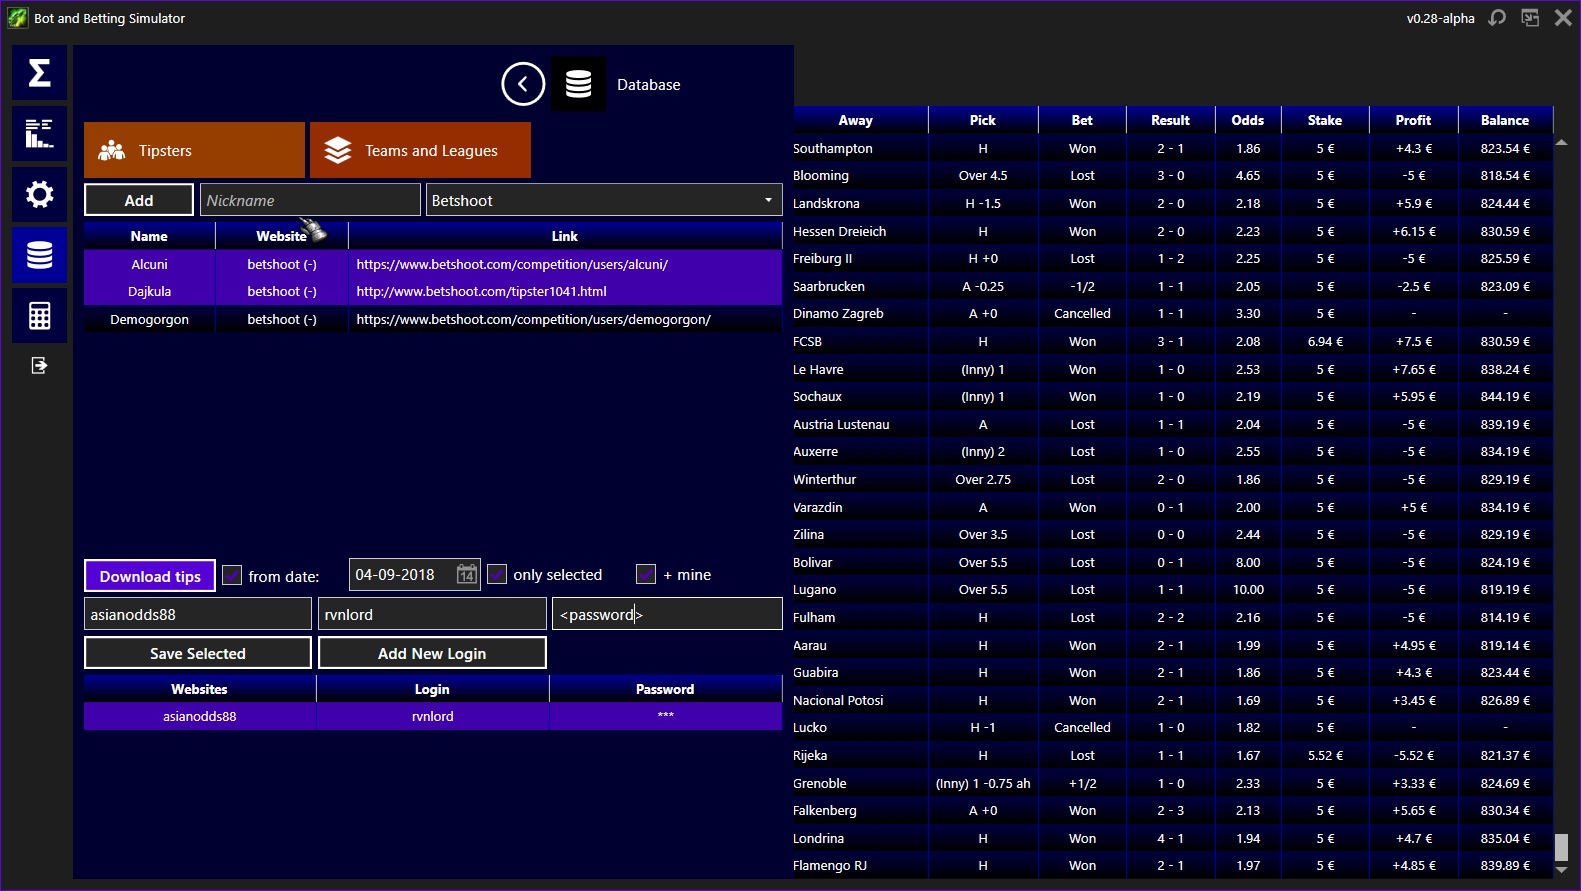 Bot and Betting Simulator
v0.28-alpha
Database
Tipsters
Teams and Leagues
Add Nickname Betshoot
Name Website Link
Alcuni betshoot (-) https://www.betshoot.com/competition/users/alcuni/
Dajkula betshoot (-) http://www.betshoot.com/tipster1041.html
Demogorgon betshoot (-) https://www.betshoot.com/competition/users/demogorgon/
Download tips from date: 04-09-2018 14 only selected + mine
asianodds88 rvnlord <password>
Save Selected Add New Login
Websites Login Password
asianodds88 rvnlord ***
Away Pick Bet Result Odds Stake Profit Balance
Southampton H Won 2 - 1 1.86 5 € +4.3 € 823.54 €
Blooming Over 4.5 Lost 3 - 0 4.65 5 € -5 € 818.54 €
Landskrona H -1.5 Won 2 - 0 2.18 5 € +5.9 € 824.44 €
Hessen Dreieich H Won 2 - 0 2.23 5 € +6.15 € 830.59 €
Freiburg II H +0 Lost 1 - 2 2.25 5 € -5 € 825.59 €
Saarbrucken A -0.25 -1/2 1 - 1 2.05 5 € -2.5 € 823.09 €
Dinamo Zagreb A +0 Cancelled 1 - 1 3.30 5 € - -
FCSB H Won 3 - 1 2.08 6.94 € +7.5 € 830.59 €
Le Havre (Inny) 1 Won 1 - 0 2.53 5 € +7.65 € 838.24 €
Sochaux (Inny) 1 Won 1 - 0 2.19 5 € +5.95 € 844.19 €
Austria Lustenau A Lost 1 - 1 2.04 5 € -5 € 839.19 €
Auxerre (Inny) 2 Lost 1 - 0 2.55 5 € -5 € 834.19 €
Winterthur Over 2.75 Lost 2 - 0 1.86 5 € -5 € 829.19 €
Varazdin A Won 0 - 1 2.00 5 € +5 € 834.19 €
Zilina Over 3.5 Lost 0 - 0 2.44 5 € -5 € 829.19 €
Bolivar Over 5.5 Lost 0 - 1 8.00 5 € -5 € 824.19 €
Lugano Over 5.5 Lost 1 - 1 10.00 5 € -5 € 819.19 €
Fulham H Lost 2 - 2 2.16 5 € -5 € 814.19 €
Aarau H Won 2 - 1 1.99 5 € +4.95 € 819.14 €
Guabira H Won 2 - 1 1.86 5 € +4.3 € 823.44 €
Nacional Potosi H Won 2 - 1 1.69 5 € +3.45 € 826.89 €
Lucko H -1 Cancelled 1 - 0 1.82 5 € - -
Rijeka H Lost 1 - 1 1.67 5.52 € -5.52 € 821.37 €
Grenoble (Inny) 1 -0.75 ah +1/2 1 - 0 2.33 5 € +3.33 € 824.69 €
Falkenberg A +0 Won 2 - 3 2.13 5 € +5.65 € 830.34 €
Londrina H Won 4 - 1 1.94 5 € +4.7 € 835.04 €
Flamengo RJ H Won 2 - 1 1.97 5 € +4.85 € 839.89 €